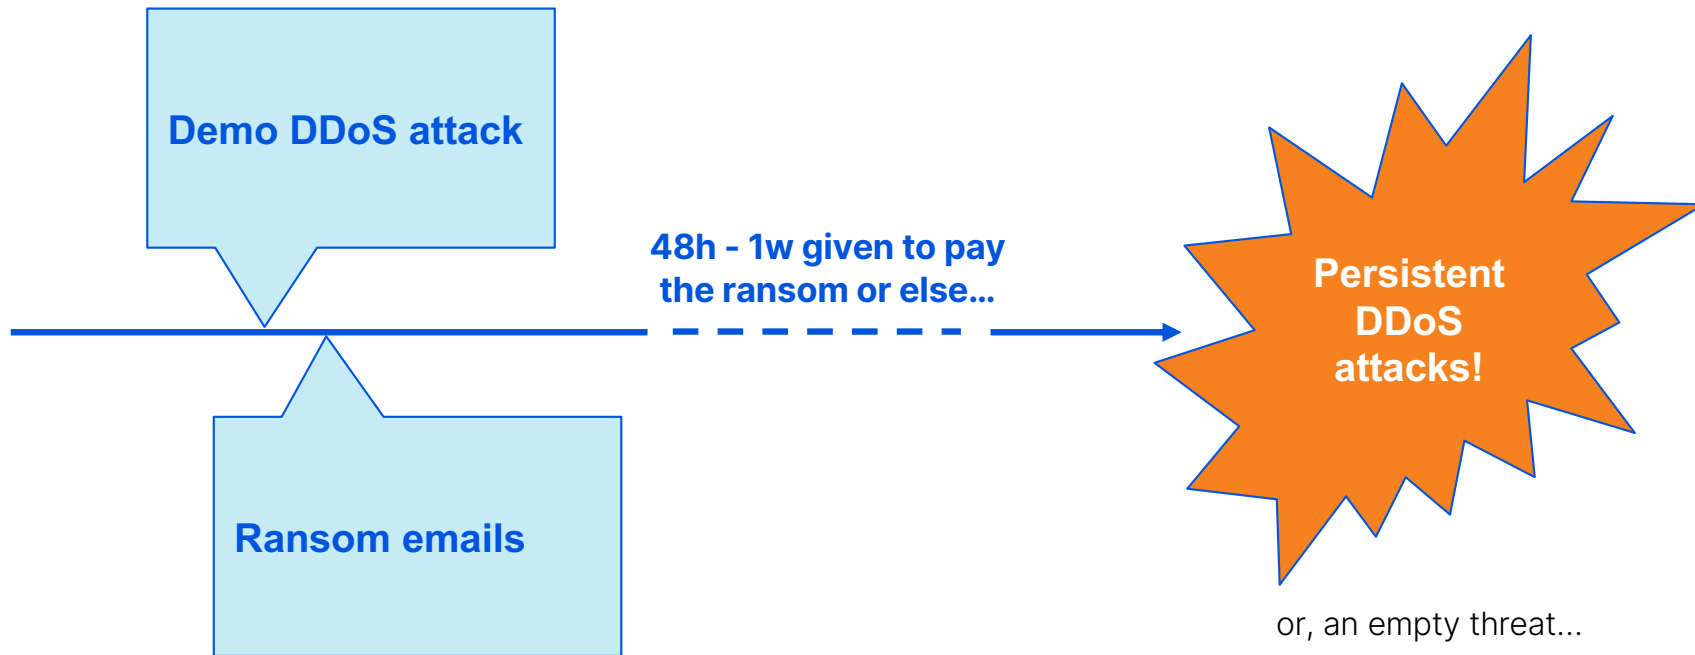 Demo DDoS attack
48h - 1w given to pay
the ransom or else...
Persistent
DDoS
attacks!
Ransom emails
or, an empty threat...